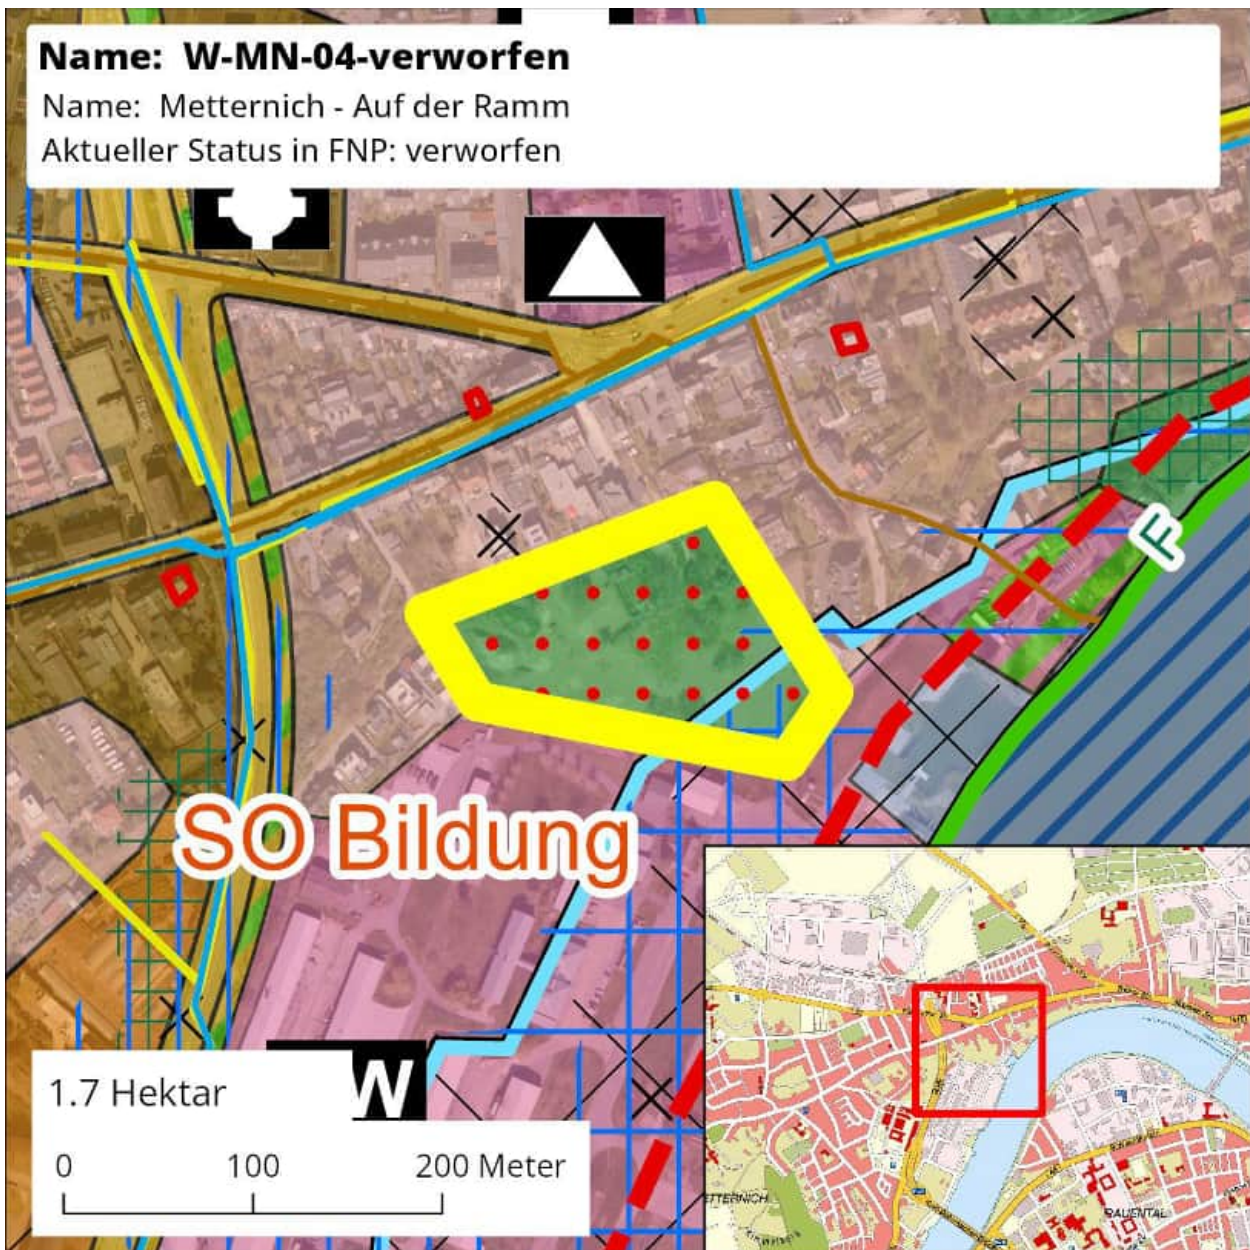 Name: W-MN-04-verworfen
Name: Metternich - Auf der Ramm
Aktueller Status in FNP: verworfen
F
SO Bildung
W
1.7 Hektar
0 100 200 Meter
RAUENTAL